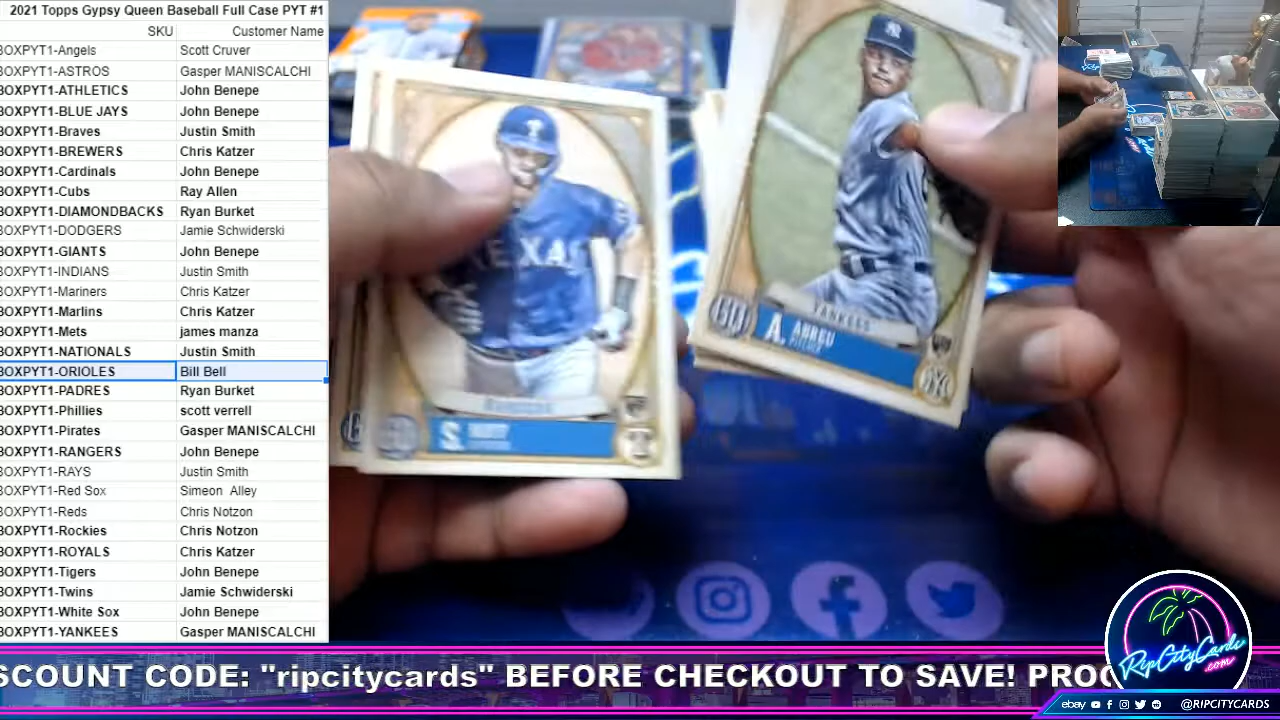 2021 Topps Gypsy Queen Baseball Full Case PYT #1
SKU Customer Name
BOXPYT1-Angels Scott Cruver
BOXPYT1-ASTROS Gasper MANISCALCHI
BOXPYT1-ATHLETICS John Benepe
BOXPYT1-BLUE JAYS John Benepe
BOXPYT1-Braves Justin Smith
BOXPYT1-BREWERS Chris Katzer
BOXPYT1-Cardinals John Benepe
BOXPYT1-Cubs Ray Allen
BOXPYT1-DIAMONDBACKS Ryan Burket
BOXPYT1-DODGERS Jamie Schwiderski
BOXPYT1-GIANTS John Benepe
BOXPYT1-INDIANS Justin Smith
BOXPYT1-Mariners Chris Katzer
BOXPYT1-Marlins Chris Katzer
BOXPYT1-Mets james manza
BOXPYT1-NATIONALS Justin Smith
BOXPYT1-ORIOLES Bill Bell
BOXPYT1-PADRES Ryan Burket
BOXPYT1-Phillies scott verrell
BOXPYT1-Pirates Gasper MANISCALCHI
BOXPYT1-RANGERS John Benepe
BOXPYT1-RAYS Justin Smith
BOXPYT1-Red Sox Simeon Alley
BOXPYT1-Reds Chris Notzon
BOXPYT1-Rockies Chris Notzon
BOXPYT1-ROYALS Chris Katzer
BOXPYT1-Tigers John Benepe
BOXPYT1-Twins Jamie Schwiderski
BOXPYT1-White Sox John Benepe
BOXPYT1-YANKEES Gasper MANISCALCHI
TEXAS
S.
YANKEES
GQ A. ABREU
NY
RipCityCards
.com
SCOUNT CODE: "ripcitycards" BEFORE CHECKOUT TO SAVE! PROC
ebay @RIPCITYCARDS